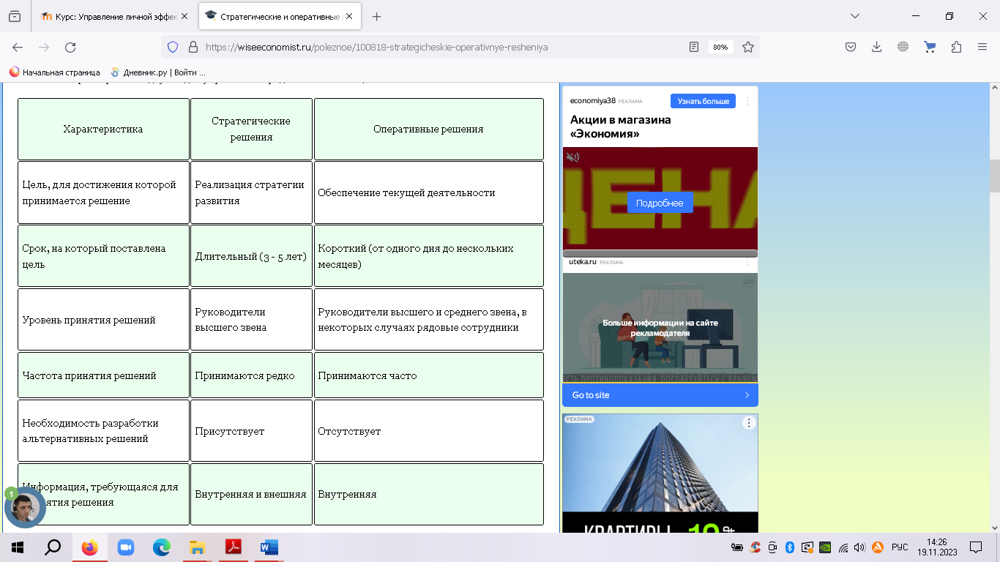 Курс: Управление личной эффек
Стратегические и оперативные
https://wiseeconomist.ru/poleznoe/100818-strategicheskie-operativnye-resheniya
80%
Начальная страница
Дневник.ру | Войти ...
Характеристика
Стратегические
решения
Оперативные решения
Цель, для достижения которой
принимается решение
Реализация стратегии
развития
Обеспечение текущей деятельности
Срок, на который поставлена
цель
Длительный (3 - 5 лет)
Короткий (от одного дня до нескольких
месяцев)
Уровень принятия решений
Руководители
высшего звена
Руководители высшего и среднего звена, в
некоторых случаях рядовые сотрудники
Частота принятия решений
Принимаются редко
Принимаются часто
Необходимость разработки
альтернативных решений
Присутствует
Отсутствует
Информация, требующаяся для
ятия решения
Внутренняя и внешняя
Внутренняя
1
economiya38 РЕКЛАМА
Узнать больше
Акции в магазина
«Экономия»
ЦЕНА
Подробнее
uteka.ru РЕКЛАМА
12+
Больше информации на сайте
рекламодателя
Go to site
РЕКЛАМА
КВАРТИРЫ
РУС
14:26
19.11.2023